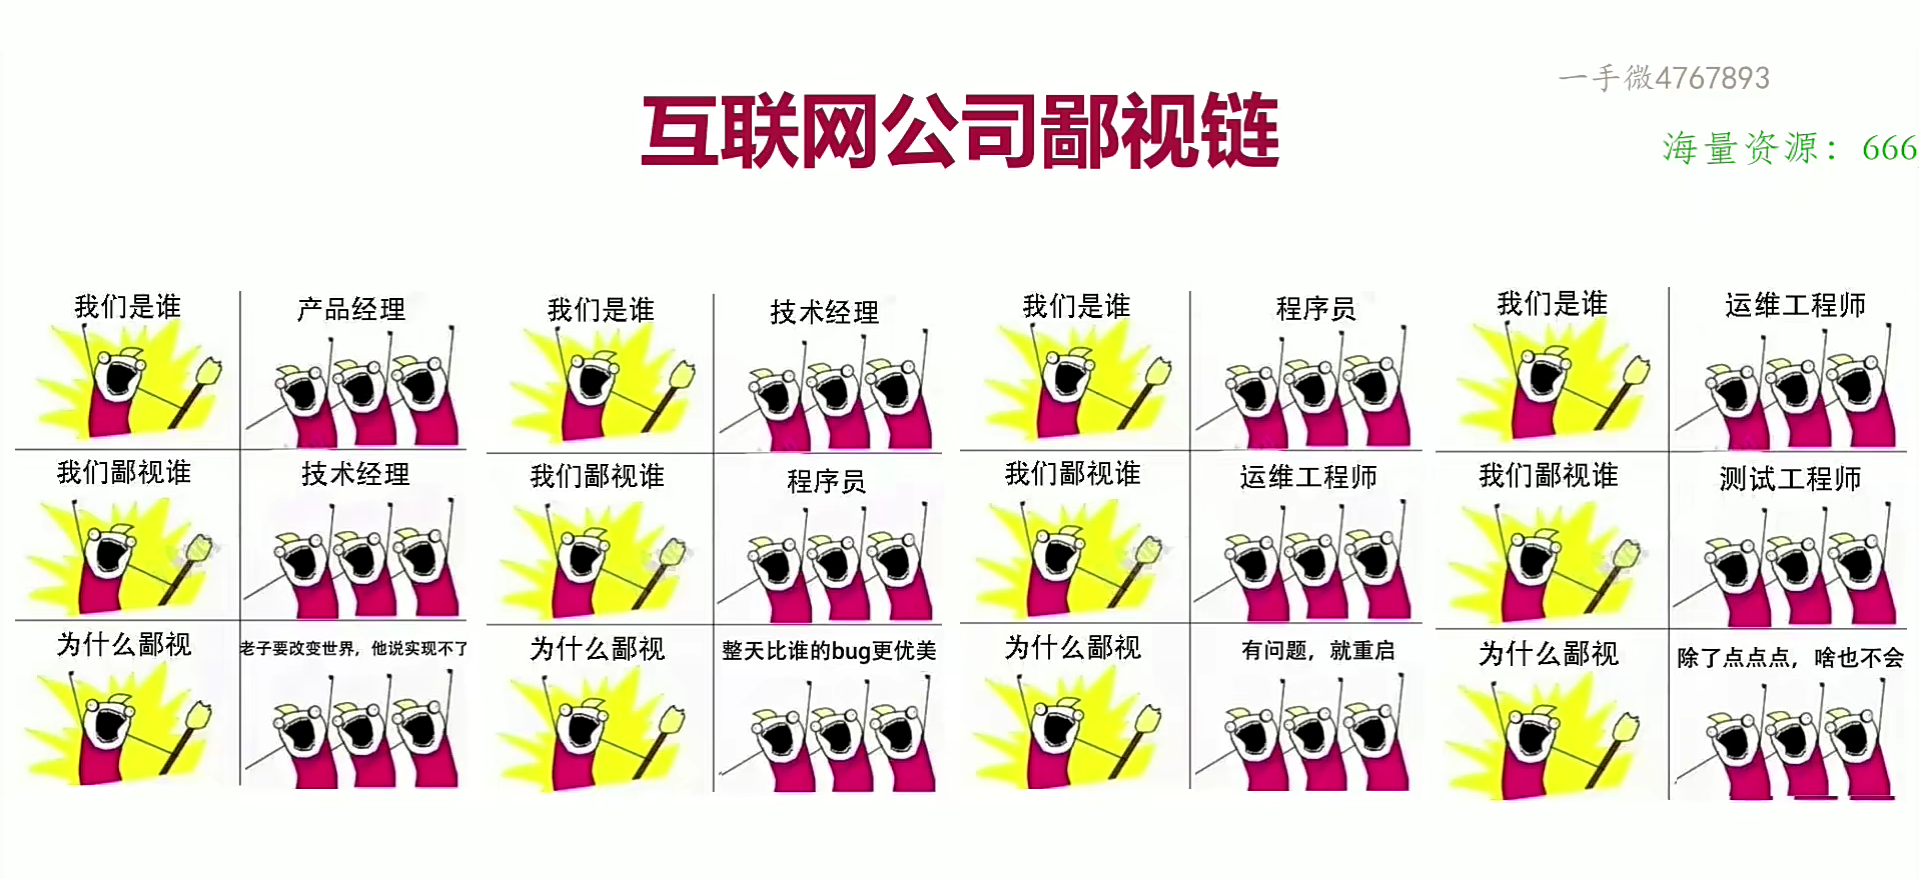 一手微4767893
互联网公司鄙视链
海量资源：666
我们是谁
产品经理
我们鄙视谁
技术经理
为什么鄙视
老子要改变世界，他说实现不了
我们是谁
技术经理
我们鄙视谁
程序员
为什么鄙视
整天比谁的bug更优美
我们是谁
程序员
我们鄙视谁
运维工程师
为什么鄙视
有问题，就重启
我们是谁
运维工程师
我们鄙视谁
测试工程师
为什么鄙视
除了点点点，啥也不会